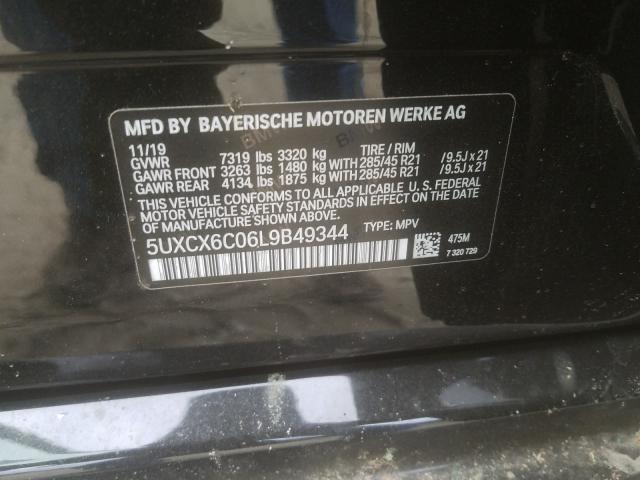 MFD BY BAYERISCHE MOTOREN WERKE AG
11/19 TIRE / RIM
GVWR 7319 lbs 3320 kg
GAWR FRONT 3263 lbs 1480 kg WITH 285/45 R21 /9.5J x 21
GAWR REAR 4134 lbs 1875 kg WITH 285/45 R21 /9.5J x 21
THIS VEHICLE CONFORMS TO ALL APPLICABLE U. S. FEDERAL
MOTOR VEHICLE SAFETY STANDARDS IN EFFECT ON THE
DATE OF MANUFACTURE SHOWN ABOVE.
5UXCX6C06L9B49344 TYPE: MPV
475M
7 320 729